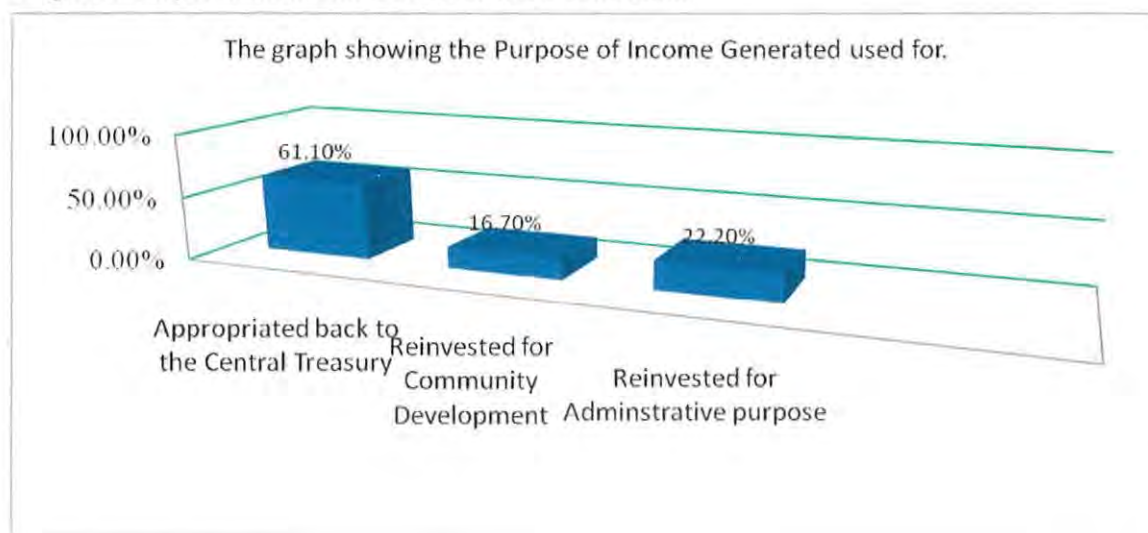 The graph showing the Purpose of Income Generated used for.
100.00%
50.00%
0.00%
61.10%
16.70%
22.20%
Appropriated back to
the Central Treasury
Reinvested for
Community
Development
Reinvested for
Adminstrative purpose